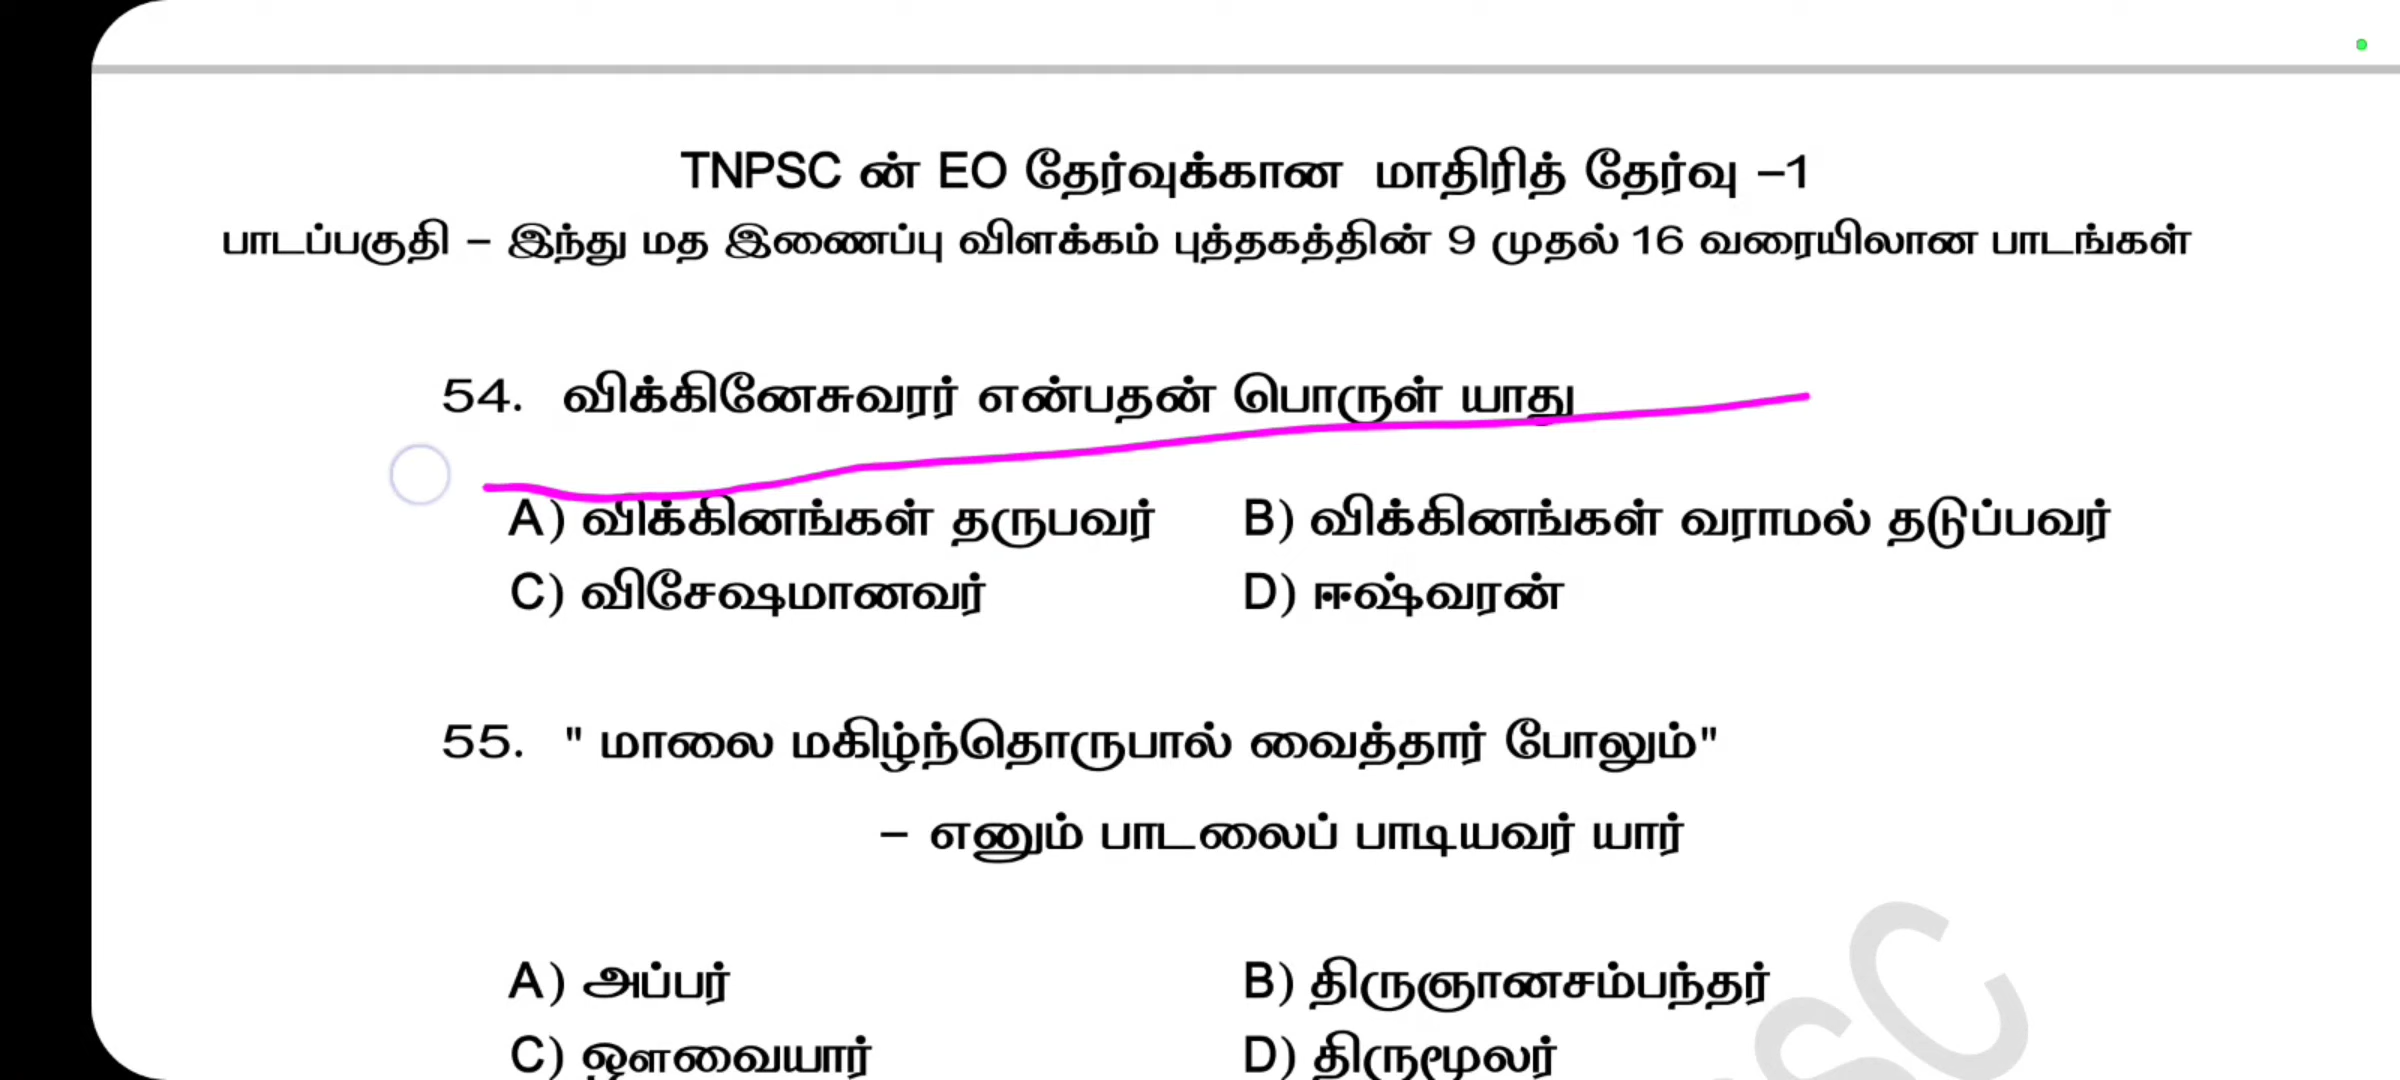 TNPSC ன் EO தேர்வுக்கான மாதிரித் தேர்வு –1
பாடப்பகுதி – இந்து மத இணைப்பு விளக்கம் புத்தகத்தின் 9 முதல் 16 வரையிலான பாடங்கள்
54. விக்கினேசுவரர் என்பதன் பொருள் யாது
A) விக்கினங்கள் தருபவர் B) விக்கினங்கள் வராமல் தடுப்பவர்
C) விசேஷமானவர் D) ஈஷ்வரன்
55. " மாலை மகிழ்ந்தொருபால் வைத்தார் போலும்"
– எனும் பாடலைப் பாடியவர் யார்
A) அப்பர் B) திருஞானசம்பந்தர்
C) ஔவையார் D) திருமூலர்
SC